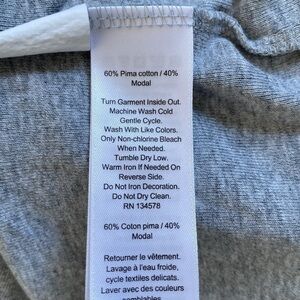 60% Pima cotton / 40%
Modal
Turn Garment Inside Out.
Machine Wash Cold
Gentle Cycle.
Wash With Like Colors.
Only Non-chlorine Bleach
When Needed.
Tumble Dry Low.
Warm Iron If Needed On
Reverse Side.
Do Not Iron Decoration.
Do Not Dry Clean.
RN 134578
60% Coton pima / 40%
Modal
Retourner le vêtement.
Lavage à l'eau froide,
cycle textiles delicats.
Laver avec des couleurs
semblables